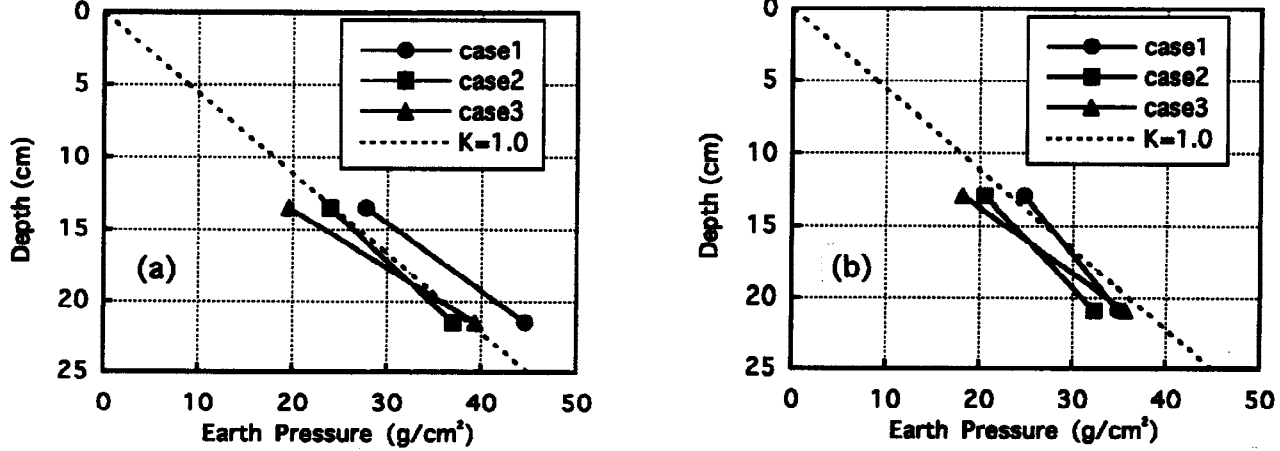 0
5
10
15
20
25
Depth (cm)
case1
case2
case3
K=1.0
(a)
0 10 20 30 40 50
Earth Pressure (g/cm²)
0
5
10
15
20
25
Depth (cm)
case1
case2
case3
K=1.0
(b)
0 10 20 30 40 50
Earth Pressure (g/cm²)